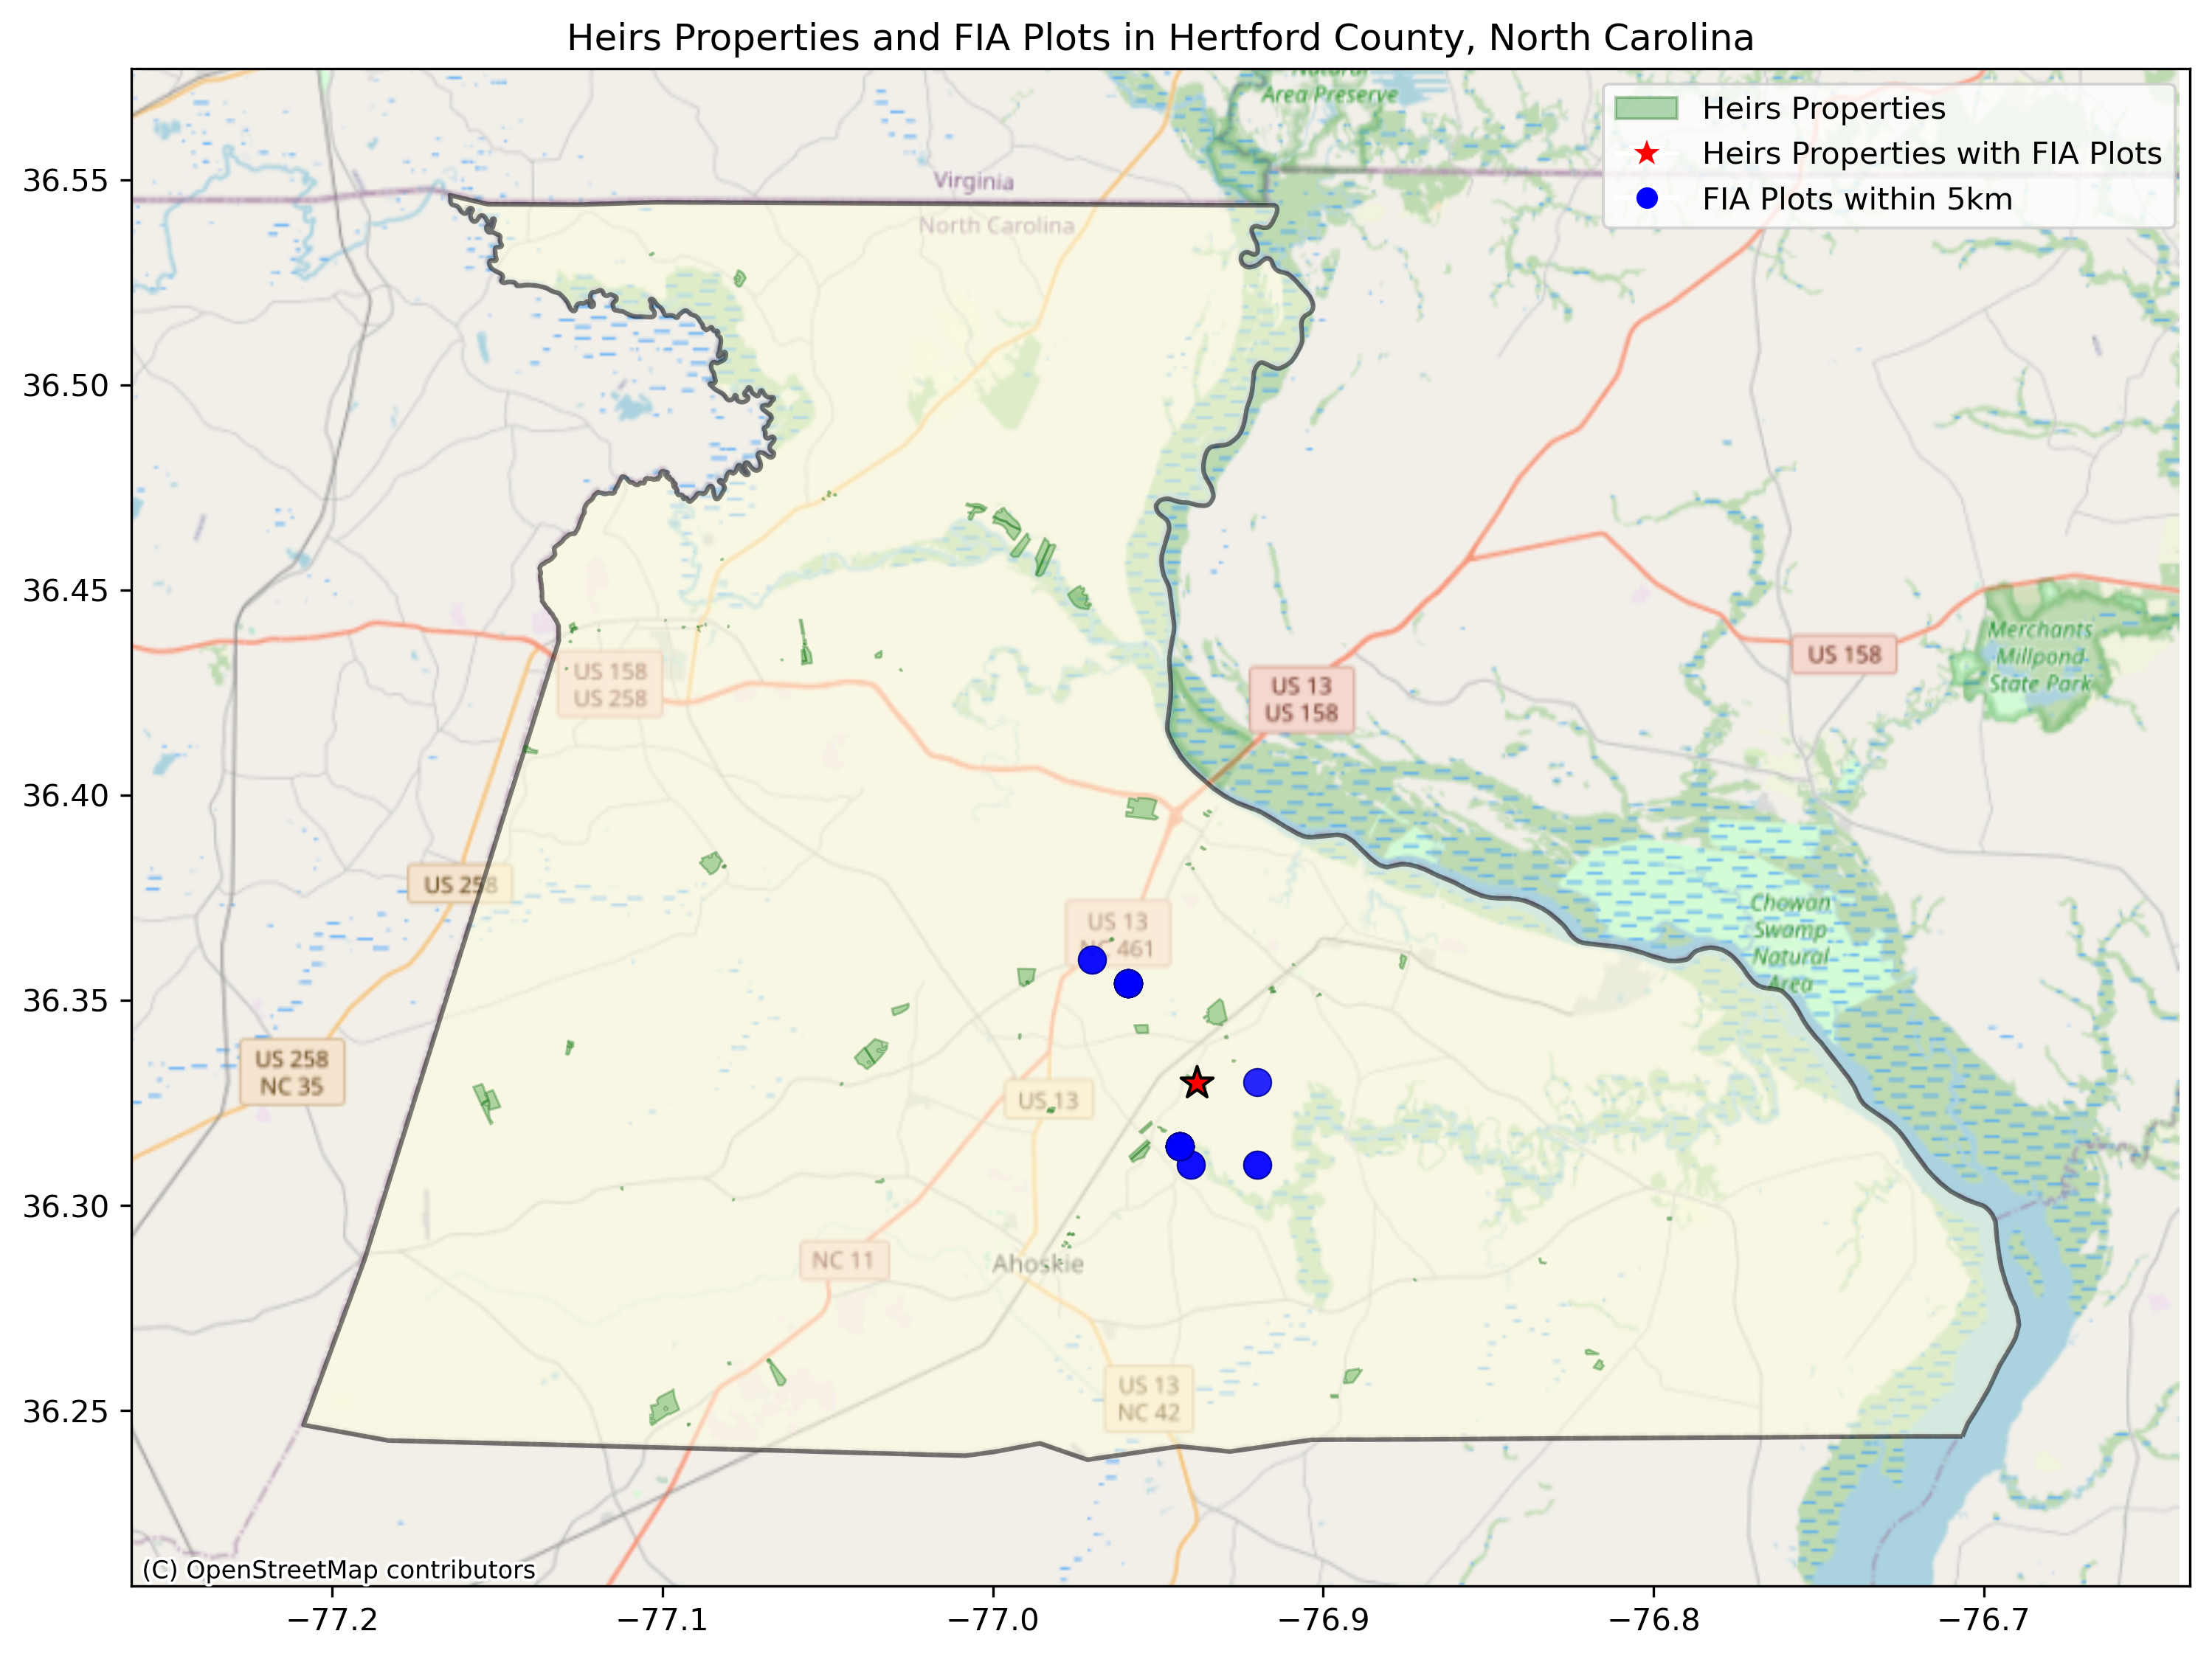 Heirs Properties and FIA Plots in Hertford County, North Carolina
Natural
Area Preserve
Heirs Properties
Heirs Properties with FIA Plots
FIA Plots within 5km
Virginia
North Carolina
36.55
36.50
36.45
36.40
36.35
36.30
36.25
US 158
US 258
US 13
US 158
US 158
Merchants
Millpond
State Park
US 258
US 13
NC 461
Chowan
Swamp
Natural
Area
US 258
NC 35
US 13
NC 11
Ahoskie
US 13
NC 42
(C) OpenStreetMap contributors
−77.2
−77.1
−77.0
−76.9
−76.8
−76.7